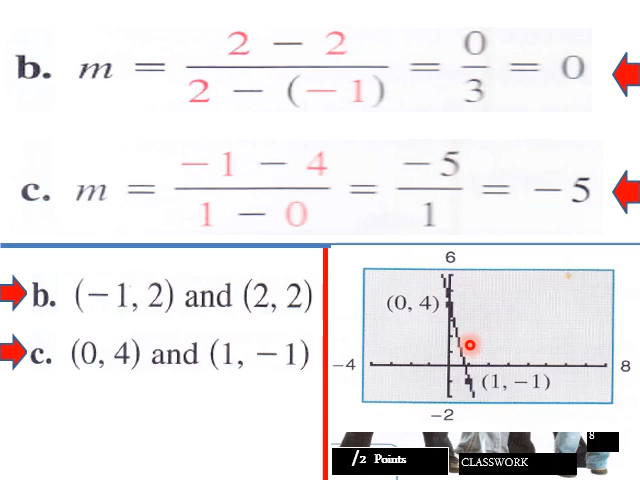 b. m = 2 − 2 / 2 − (− 1) = 0 / 3 = 0
c. m = −1 − 4 / 1 − 0 = −5 / 1 = −5
b. (−1, 2) and (2, 2)
c. (0, 4) and (1, −1)
6
(0, 4)
−4
8
(1, −1)
−2
8
/2 Points
CLASSWORK